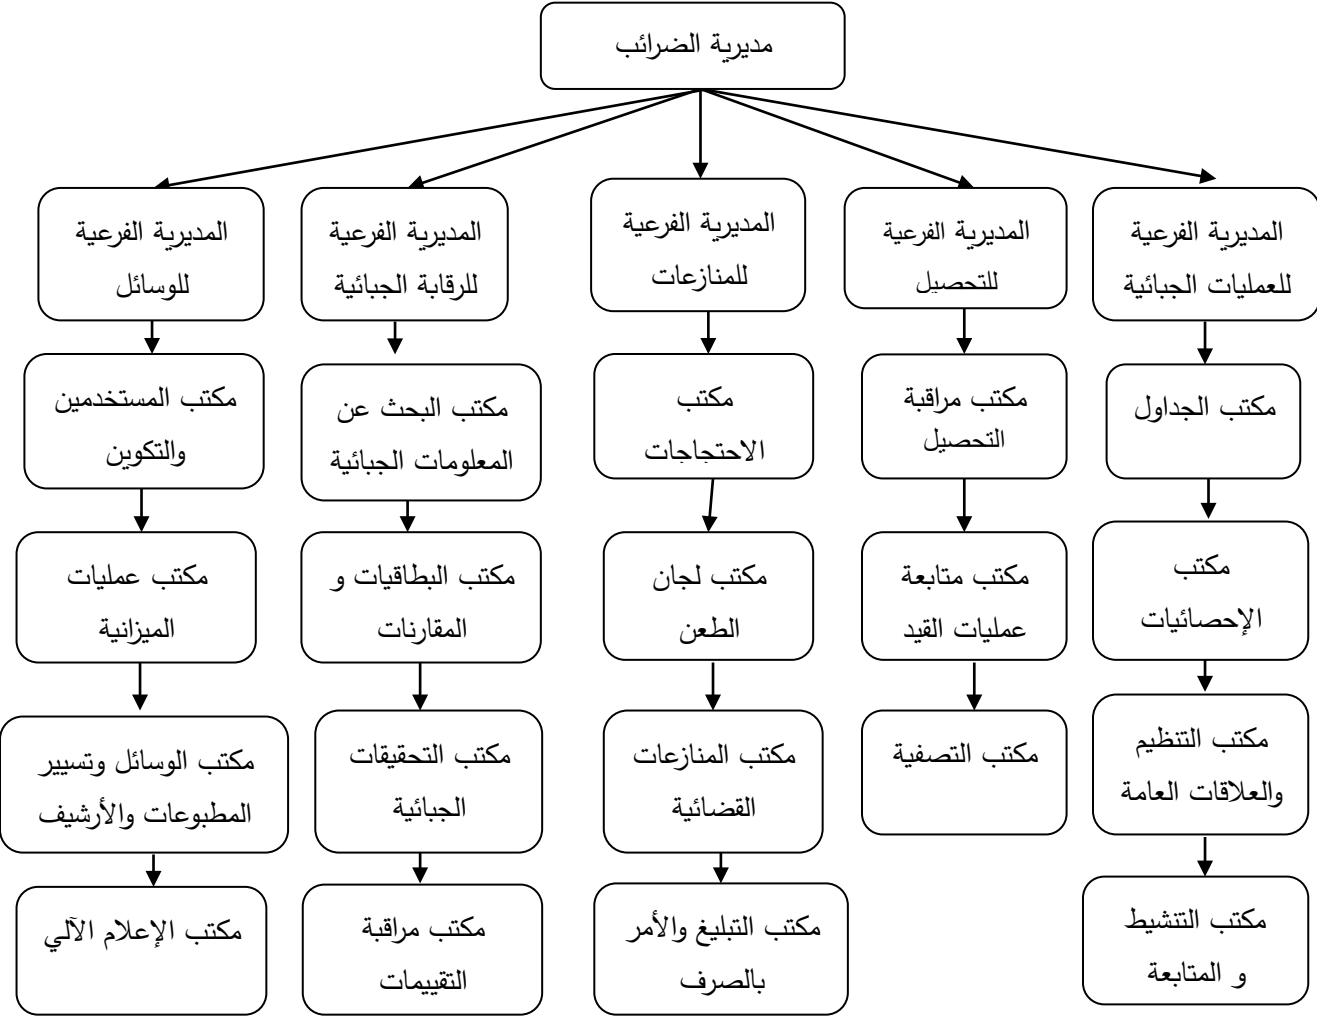 مديرية الضرائب
المديرية الفرعية
للعمليات الجبائية
المديرية الفرعية
للتحصيل
المديرية الفرعية
للمنازعات
المديرية الفرعية
للرقابة الجبائية
المديرية الفرعية
للوسائل
مكتب الجداول
مكتب مراقبة
التحصيل
مكتب
الاحتجاجات
مكتب البحث عن
المعلومات الجبائية
مكتب المستخدمين
والتكوين
مكتب
الإحصائيات
مكتب متابعة
عمليات القيد
مكتب لجان
الطعن
مكتب البطاقيات و
المقارنات
مكتب عمليات
الميزانية
مكتب التنظيم
والعلاقات العامة
مكتب التصفية
مكتب المنازعات
القضائية
مكتب التحقيقات
الجبائية
مكتب الوسائل وتسيير
المطبوعات والأرشيف
مكتب التنشيط
و المتابعة
مكتب التبليغ والأمر
بالصرف
مكتب مراقبة
التقييمات
مكتب الإعلام الآلي